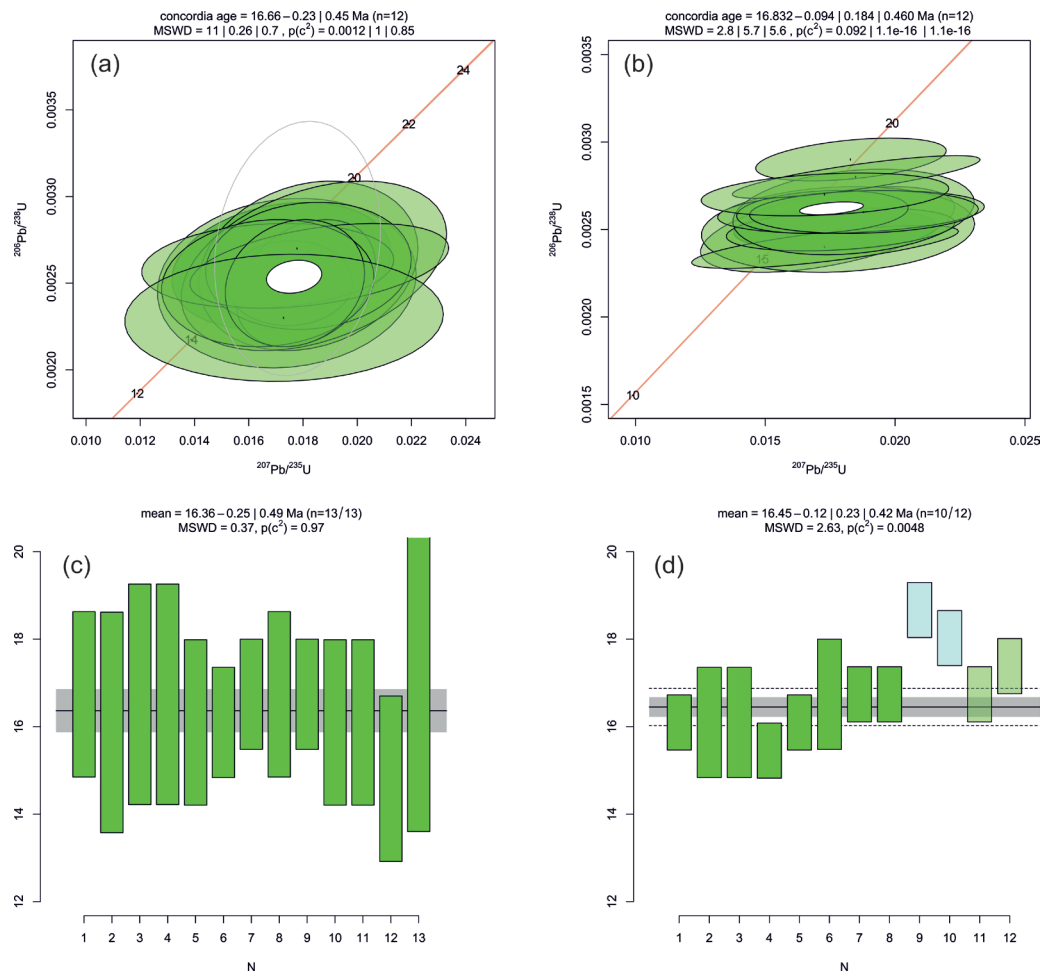 concordia age = 16.66 – 0.23 | 0.45 Ma (n=12)
MSWD = 11 | 0.26 | 0.7 , p(c²) = 0.0012 | 1 | 0.85
(a)
24
22
20
14
12
0.0035
0.0030
0.0025
0.0020
²⁰⁶Pb/²³⁸U
0.010 0.012 0.014 0.016 0.018 0.020 0.022 0.024
²⁰⁷Pb/²³⁵U
concordia age = 16.832 – 0.094 | 0.184 | 0.460 Ma (n=12)
MSWD = 2.8 | 5.7 | 5.6 , p(c²) = 0.092 | 1.1e-16 | 1.1e-16
(b)
20
15
10
0.0035
0.0030
0.0025
0.0020
0.0015
²⁰⁶Pb/²³⁸U
0.010 0.015 0.020 0.025
²⁰⁷Pb/²³⁵U
mean = 16.36 – 0.25 | 0.49 Ma (n=13/13)
MSWD = 0.37, p(c²) = 0.97
(c)
20
18
16
14
12
1 2 3 4 5 6 7 8 9 10 11 12 13
N
mean = 16.45 – 0.12 | 0.23 | 0.42 Ma (n=10/12)
MSWD = 2.63, p(c²) = 0.0048
(d)
20
18
16
14
12
1 2 3 4 5 6 7 8 9 10 11 12
N